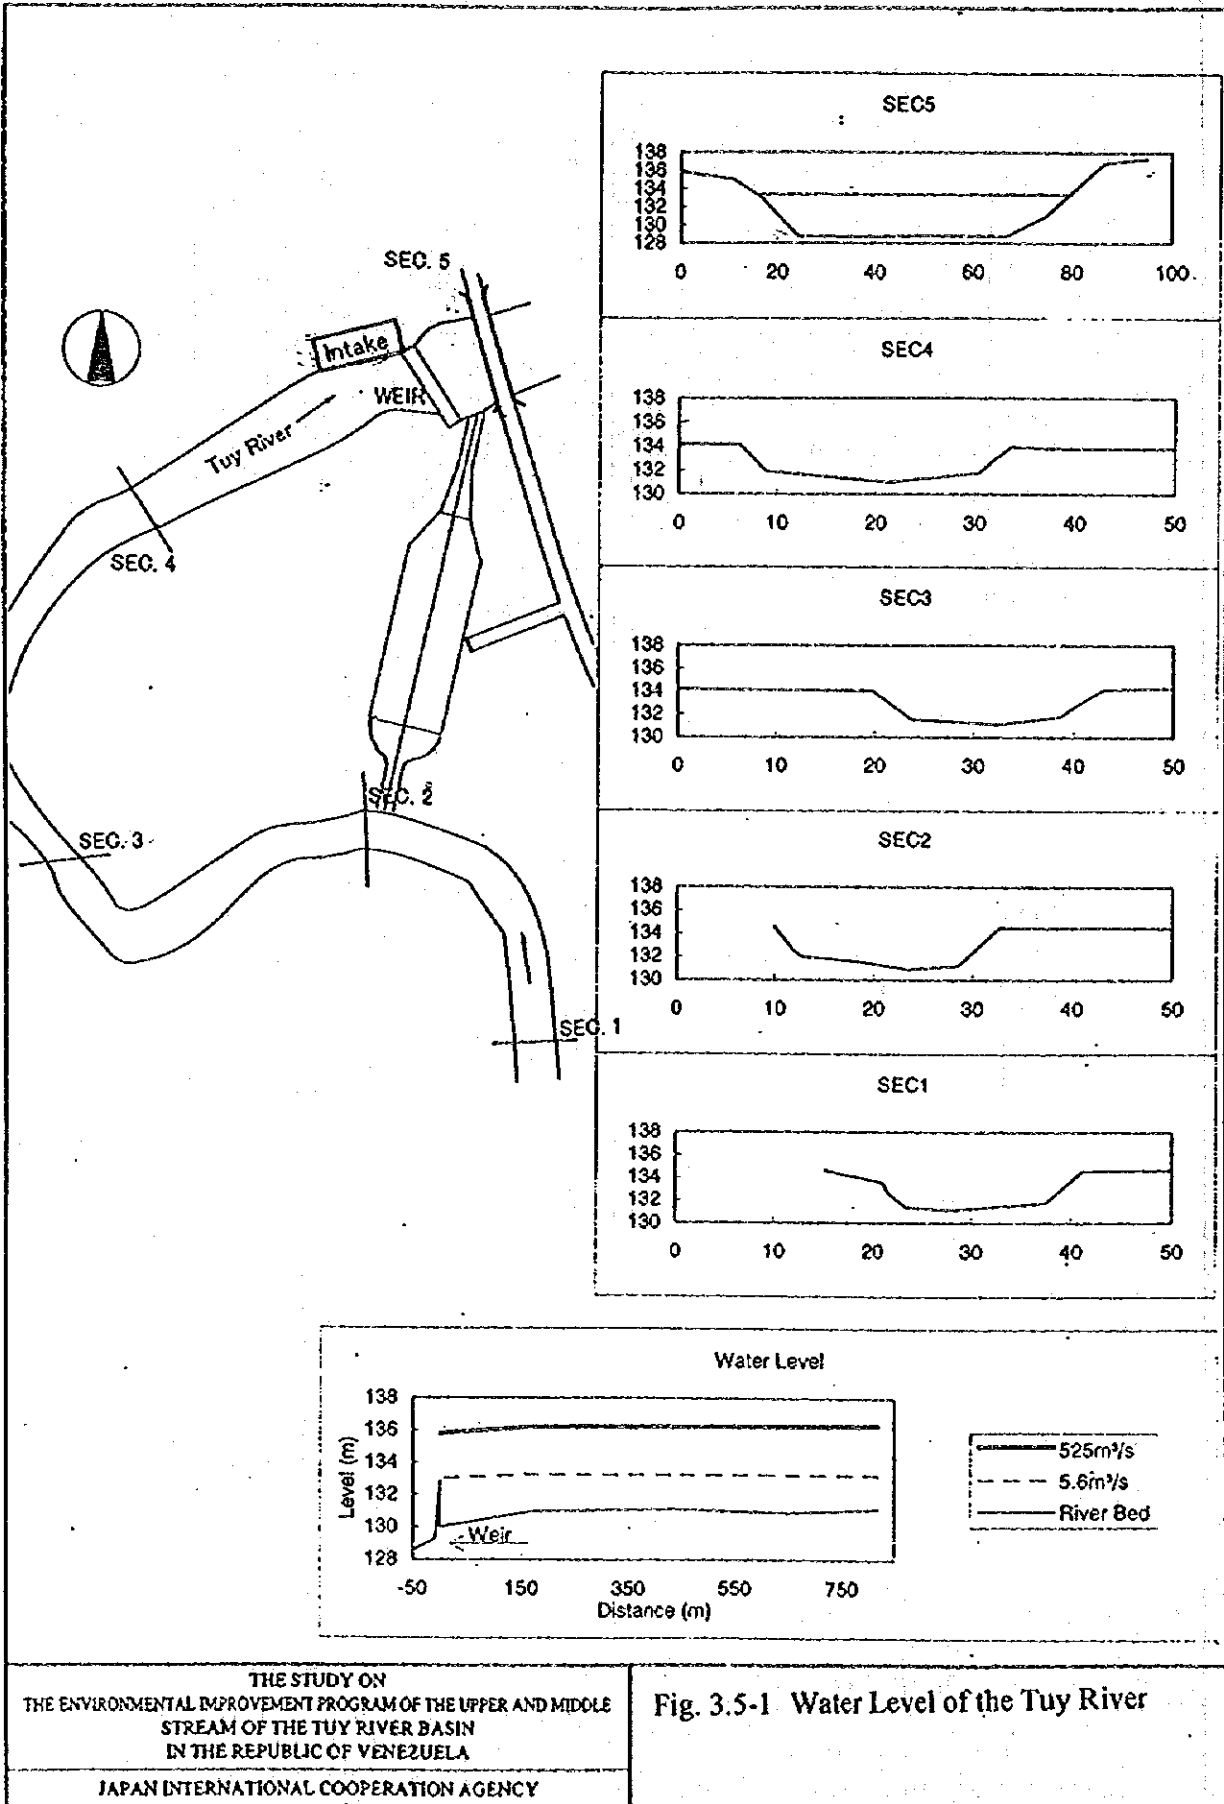 SEC. 5
Intake
WEIR
Tuy River
SEC. 4
SEC. 2
SEC. 3
SEC. 1
SEC5
138
138
134
132
130
128
0 20 40 60 80 100
SEC4
138
136
134
132
130
0 10 20 30 40 50
SEC3
138
136
134
132
130
0 10 20 30 40 50
SEC2
138
136
134
132
130
0 10 20 30 40 50
SEC1
138
136
134
132
130
0 10 20 30 40 50
Water Level
Level (m)
138
136
134
132
130
128
Weir
-50 150 350 550 750
Distance (m)
525m³/s
5.6m³/s
River Bed
THE STUDY ON
THE ENVIRONMENTAL IMPROVEMENT PROGRAM OF THE UPPER AND MIDDLE
STREAM OF THE TUY RIVER BASIN
IN THE REPUBLIC OF VENEZUELA
JAPAN INTERNATIONAL COOPERATION AGENCY
Fig. 3.5-1 Water Level of the Tuy River